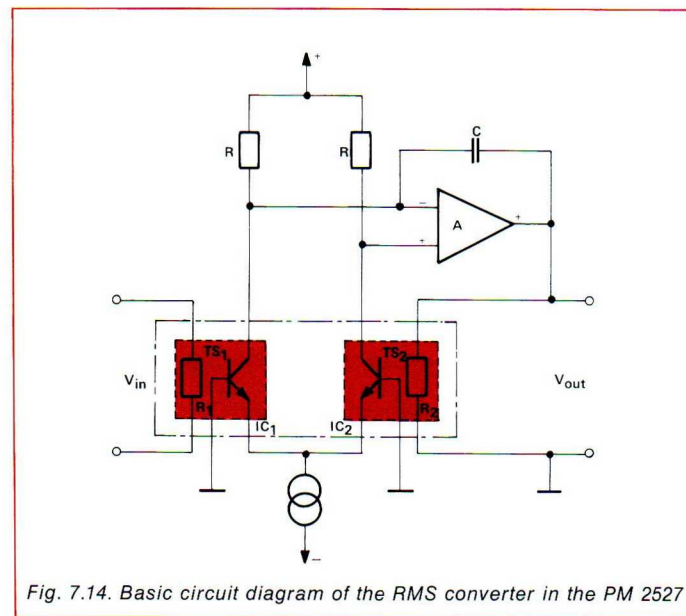 +
R
R
C
−
A
+
+
TS1
TS2
Vin
R1
R2
Vout
IC1
IC2
−
Fig. 7.14. Basic circuit diagram of the RMS converter in the PM 2527